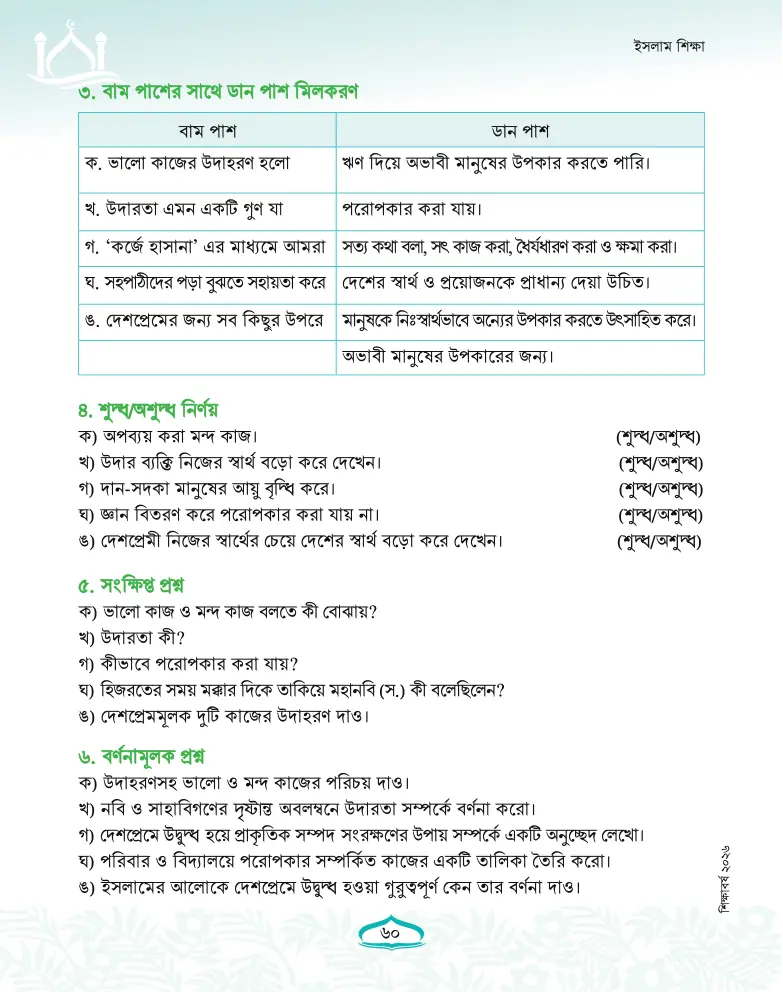 ইসলাম শিক্ষা
৩. বাম পাশের সাথে ডান পাশ মিলকরণ
বাম পাশ ডান পাশ
ক. ভালো কাজের উদাহরণ হলো ঋণ দিয়ে অভাবী মানুষের উপকার করতে পারি।
খ. উদারতা এমন একটি গুণ যা পরোপকার করা যায়।
গ. ‘কর্জে হাসানা’ এর মাধ্যমে আমরা সত্য কথা বলা, সৎ কাজ করা, ধৈর্যধারণ করা ও ক্ষমা করা।
ঘ. সহপাঠীদের পড়া বুঝতে সহায়তা করে দেশের স্বার্থ ও প্রয়োজনকে প্রাধান্য দেয়া উচিত।
ঙ. দেশপ্রেমের জন্য সব কিছুর উপরে মানুষকে নিঃস্বার্থভাবে অন্যের উপকার করতে উৎসাহিত করে।
অভাবী মানুষের উপকারের জন্য।
৪. শুদ্ধ/অশুদ্ধ নির্ণয়
ক) অপব্যয় করা মন্দ কাজ। (শুদ্ধ/অশুদ্ধ)
খ) উদার ব্যক্তি নিজের স্বার্থ বড়ো করে দেখেন। (শুদ্ধ/অশুদ্ধ)
গ) দান-সদকা মানুষের আয়ু বৃদ্ধি করে। (শুদ্ধ/অশুদ্ধ)
ঘ) জ্ঞান বিতরণ করে পরোপকার করা যায় না। (শুদ্ধ/অশুদ্ধ)
ঙ) দেশপ্রেমী নিজের স্বার্থের চেয়ে দেশের স্বার্থ বড়ো করে দেখেন। (শুদ্ধ/অশুদ্ধ)
৫. সংক্ষিপ্ত প্রশ্ন
ক) ভালো কাজ ও মন্দ কাজ বলতে কী বোঝায়?
খ) উদারতা কী?
গ) কীভাবে পরোপকার করা যায়?
ঘ) হিজরতের সময় মক্কার দিকে তাকিয়ে মহানবি (স.) কী বলেছিলেন?
ঙ) দেশপ্রেমমূলক দুটি কাজের উদাহরণ দাও।
৬. বর্ণনামূলক প্রশ্ন
ক) উদাহরণসহ ভালো ও মন্দ কাজের পরিচয় দাও।
খ) নবি ও সাহাবিগণের দৃষ্টান্ত অবলম্বনে উদারতা সম্পর্কে বর্ণনা করো।
গ) দেশপ্রেমে উদ্বুদ্ধ হয়ে প্রাকৃতিক সম্পদ সংরক্ষণের উপায় সম্পর্কে একটি অনুচ্ছেদ লেখো।
ঘ) পরিবার ও বিদ্যালয়ে পরোপকার সম্পর্কিত কাজের একটি তালিকা তৈরি করো।
ঙ) ইসলামের আলোকে দেশপ্রেমে উদ্বুদ্ধ হওয়া গুরুত্বপূর্ণ কেন তার বর্ণনা দাও।
শিক্ষাবর্ষ ২০২৬
৬০